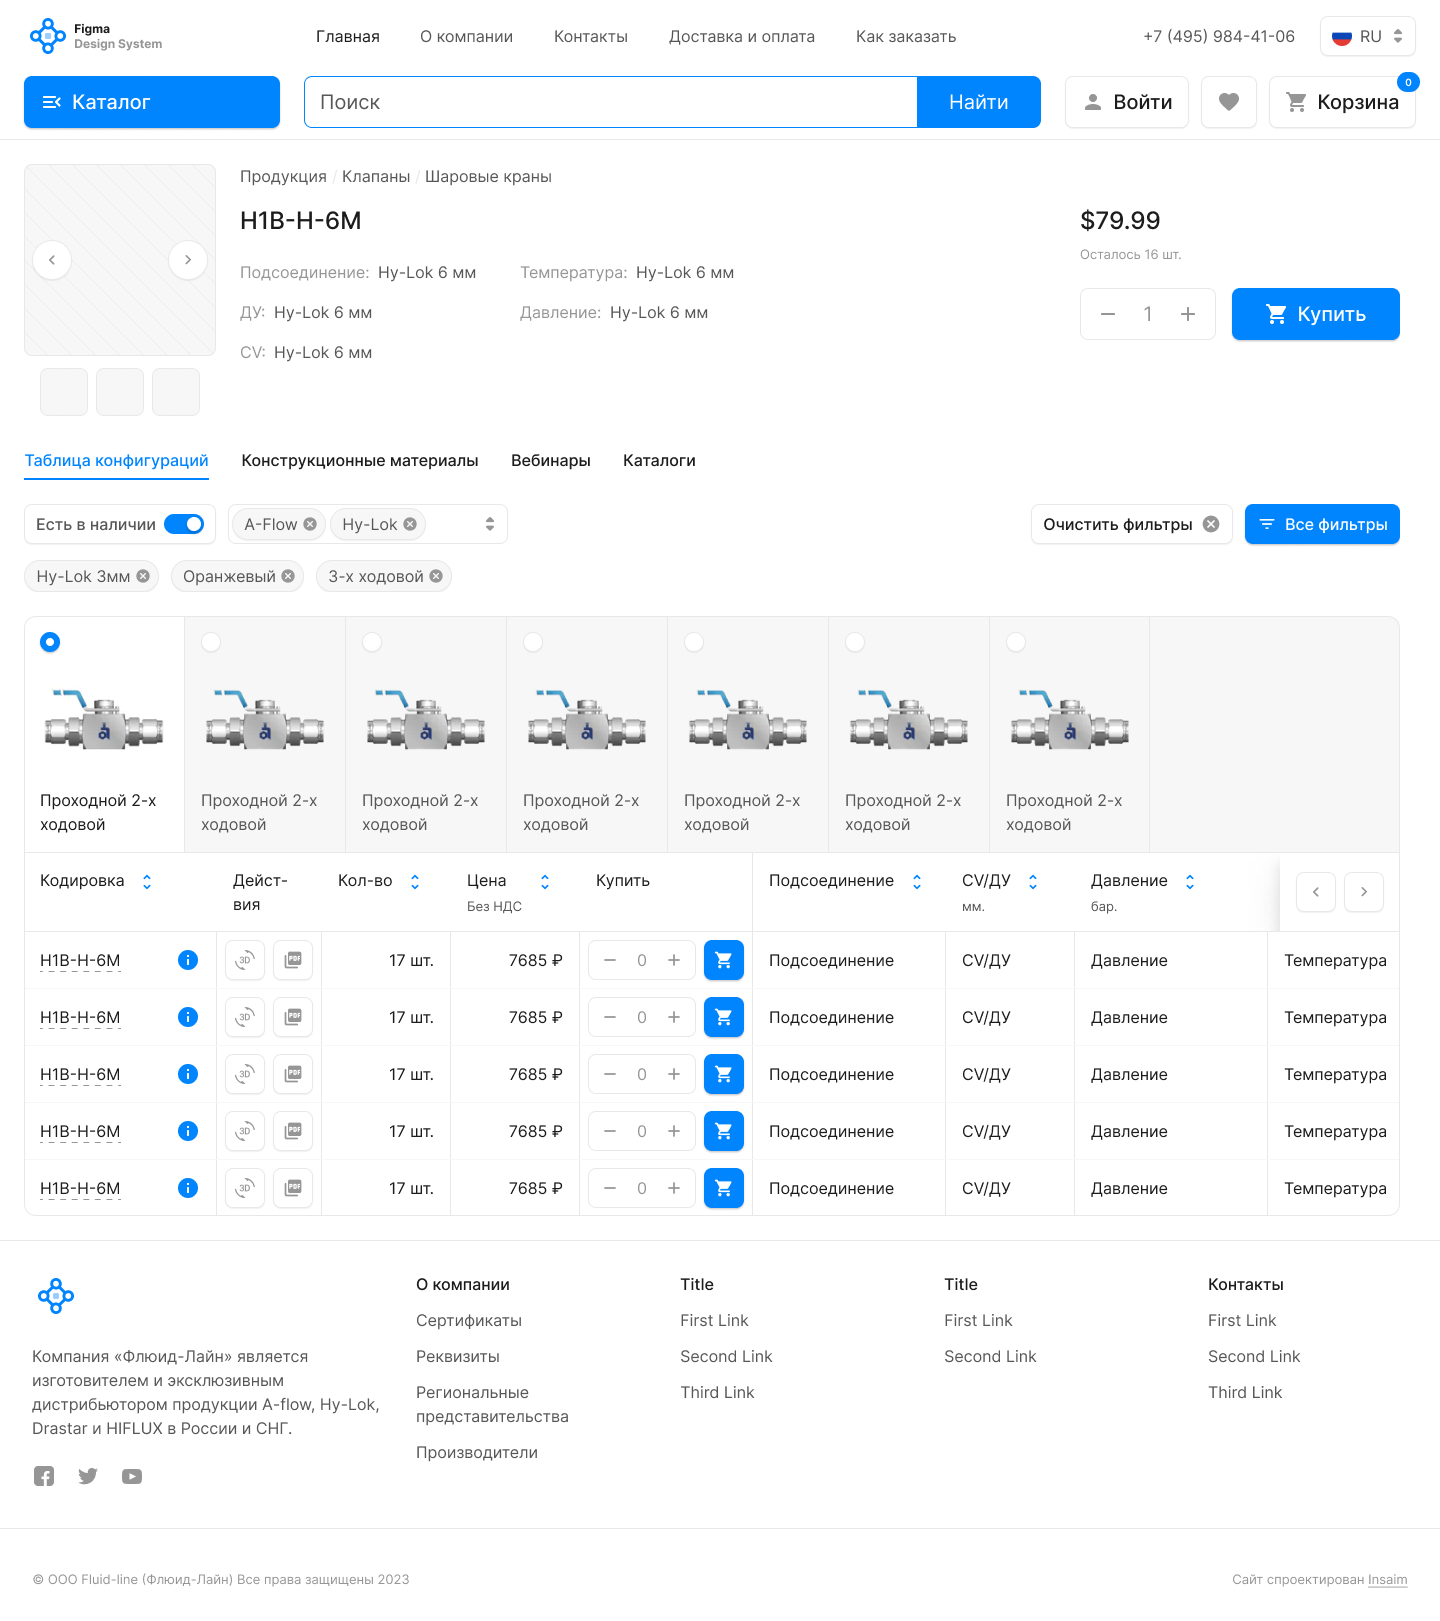 Figma
Design System
Главная
О компании
Контакты
Доставка и оплата
Как заказать
+7 (495) 984-41-06
RU
Каталог
Поиск
Найти
Войти
Корзина
0
Продукция / Клапаны / Шаровые краны
H1B-H-6M
Подсоединение: Hy-Lok 6 мм
Температура: Hy-Lok 6 мм
ДУ: Hy-Lok 6 мм
Давление: Hy-Lok 6 мм
CV: Hy-Lok 6 мм
$79.99
Осталось 16 шт.
1
Купить
Таблица конфигураций
Конструкционные материалы
Вебинары
Каталоги
Есть в наличии
A-Flow
Hy-Lok
Очистить фильтры
Все фильтры
Hy-Lok 3мм
Оранжевый
3-х ходовой
Проходной 2-х
ходовой
Проходной 2-х
ходовой
Проходной 2-х
ходовой
Проходной 2-х
ходовой
Проходной 2-х
ходовой
Проходной 2-х
ходовой
Проходной 2-х
ходовой
Кодировка
Дейст-
вия
Кол-во
Цена
Без НДС
Купить
Подсоединение
CV/ДУ
мм.
Давление
бар.
H1B-H-6M 3D PDF 17 шт. 7685 ₽ 0 Подсоединение CV/ДУ Давление Температура
H1B-H-6M 3D PDF 17 шт. 7685 ₽ 0 Подсоединение CV/ДУ Давление Температура
H1B-H-6M 3D PDF 17 шт. 7685 ₽ 0 Подсоединение CV/ДУ Давление Температура
H1B-H-6M 3D PDF 17 шт. 7685 ₽ 0 Подсоединение CV/ДУ Давление Температура
H1B-H-6M 3D PDF 17 шт. 7685 ₽ 0 Подсоединение CV/ДУ Давление Температура
Компания «Флюид-Лайн» является
изготовителем и эксклюзивным
дистрибьютором продукции A-flow, Hy-Lok,
Drastar и HIFLUX в России и СНГ.
О компании
Сертификаты
Реквизиты
Региональные
представительства
Производители
Title
First Link
Second Link
Third Link
Title
First Link
Second Link
Контакты
First Link
Second Link
Third Link
© ООО Fluid-line (Флюид-Лайн) Все права защищены 2023
Сайт спроектирован Insaim